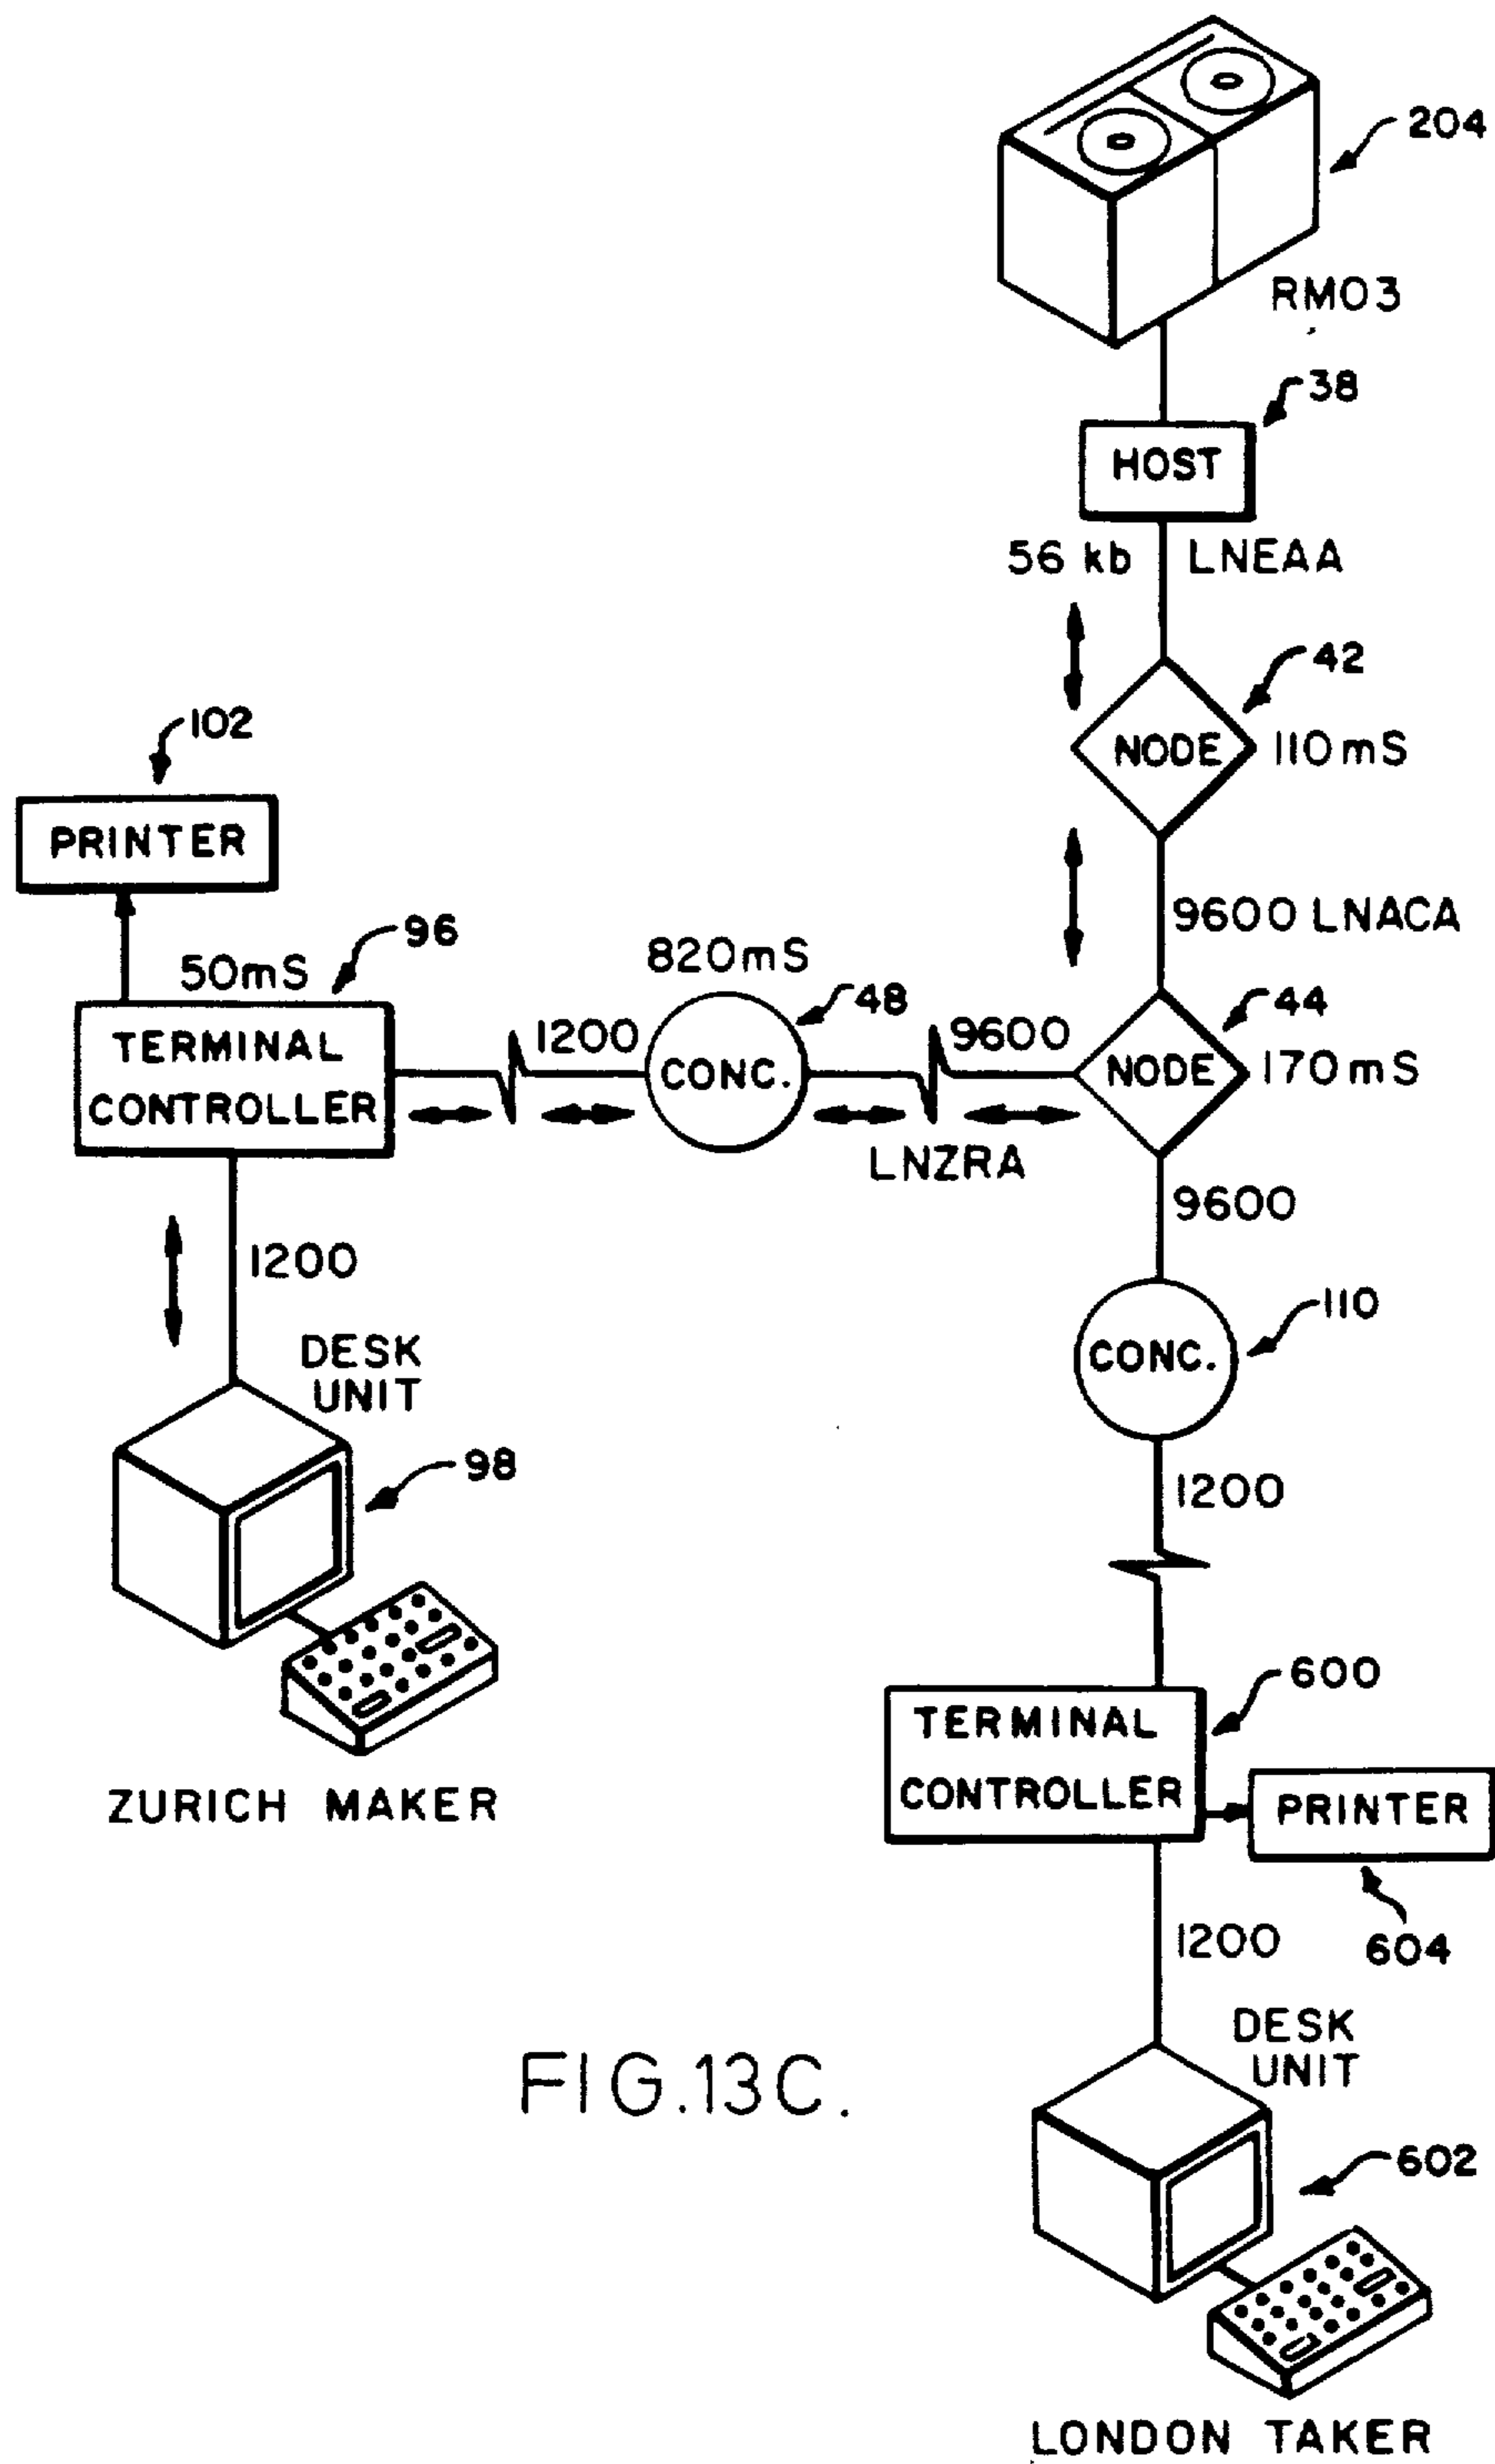 204
RM03
38
HOST
56 kb LNEAA
42
NODE 110mS
102
PRINTER
9600 LNACA
96
50mS
820mS
48
44
TERMINAL
CONTROLLER
1200
CONC.
9600
NODE 170mS
LNZRA
9600
1200
110
CONC.
DESK
UNIT
98
1200
ZURICH MAKER
600
TERMINAL
CONTROLLER
PRINTER
604
1200
DESK
UNIT
FIG.13C.
602
LONDON TAKER